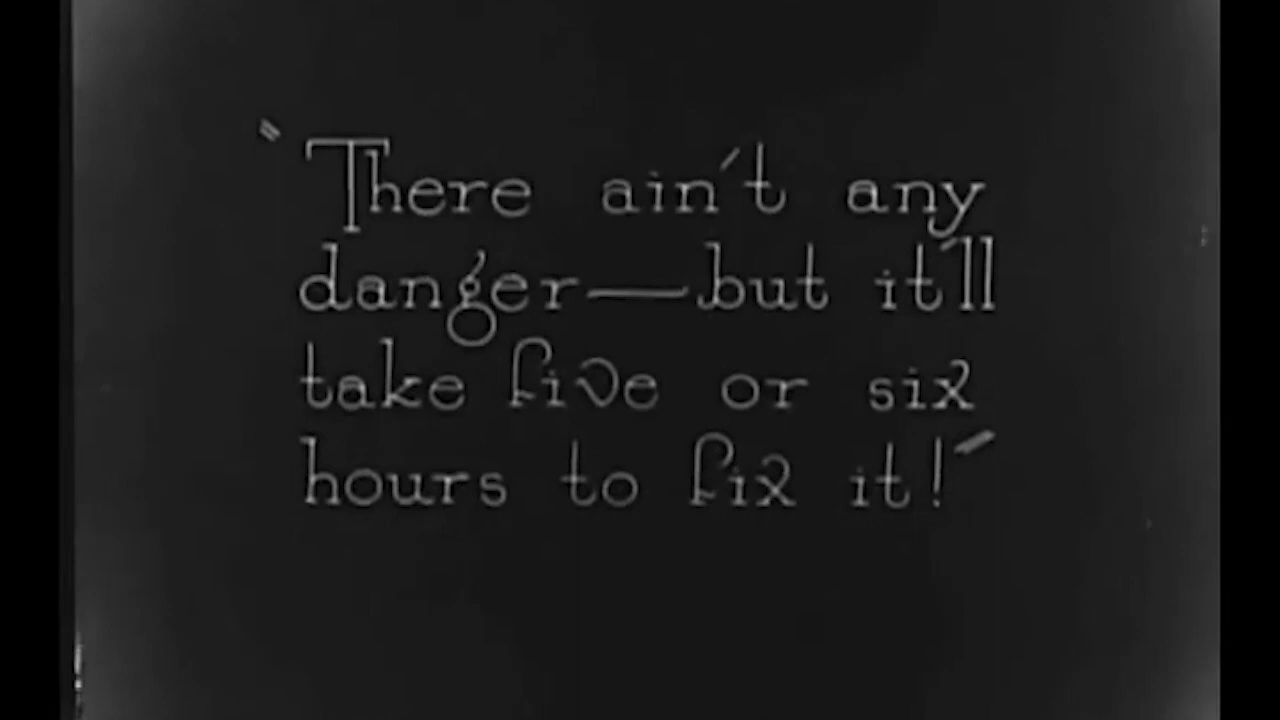 "There ain't any
danger—but it'll
take five or six
hours to fix it!"